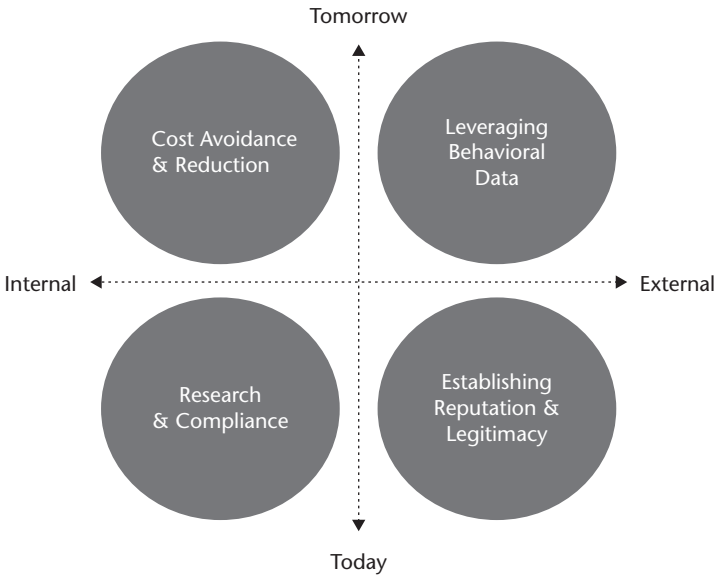 Tomorrow
Cost Avoidance
& Reduction
Leveraging
Behavioral
Data
Internal
External
Research
& Compliance
Establishing
Reputation &
Legitimacy
Today